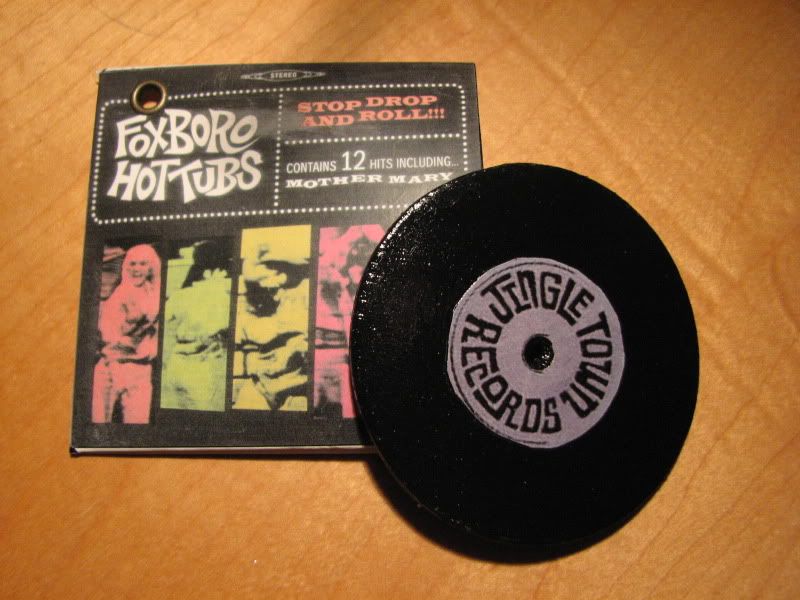 STEREO
FOXBORO
HOT TUBS
STOP DROP
AND ROLL!!!
CONTAINS 12 HITS INCLUDING...
MOTHER MARY
JINGLE TOWN
RECORDS